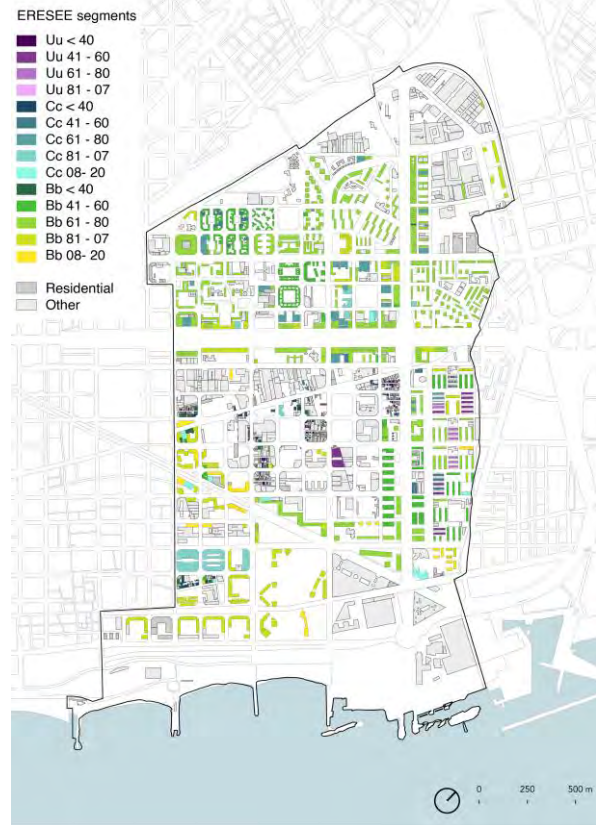 ERESEE segments
Uu < 40
Uu 41 - 60
Uu 61 - 80
Uu 81 - 07
Cc < 40
Cc 41 - 60
Cc 61 - 80
Cc 81 - 07
Cc 08- 20
Bb < 40
Bb 41 - 60
Bb 61 - 80
Bb 81 - 07
Bb 08- 20
Residential
Other
0 250 500 m